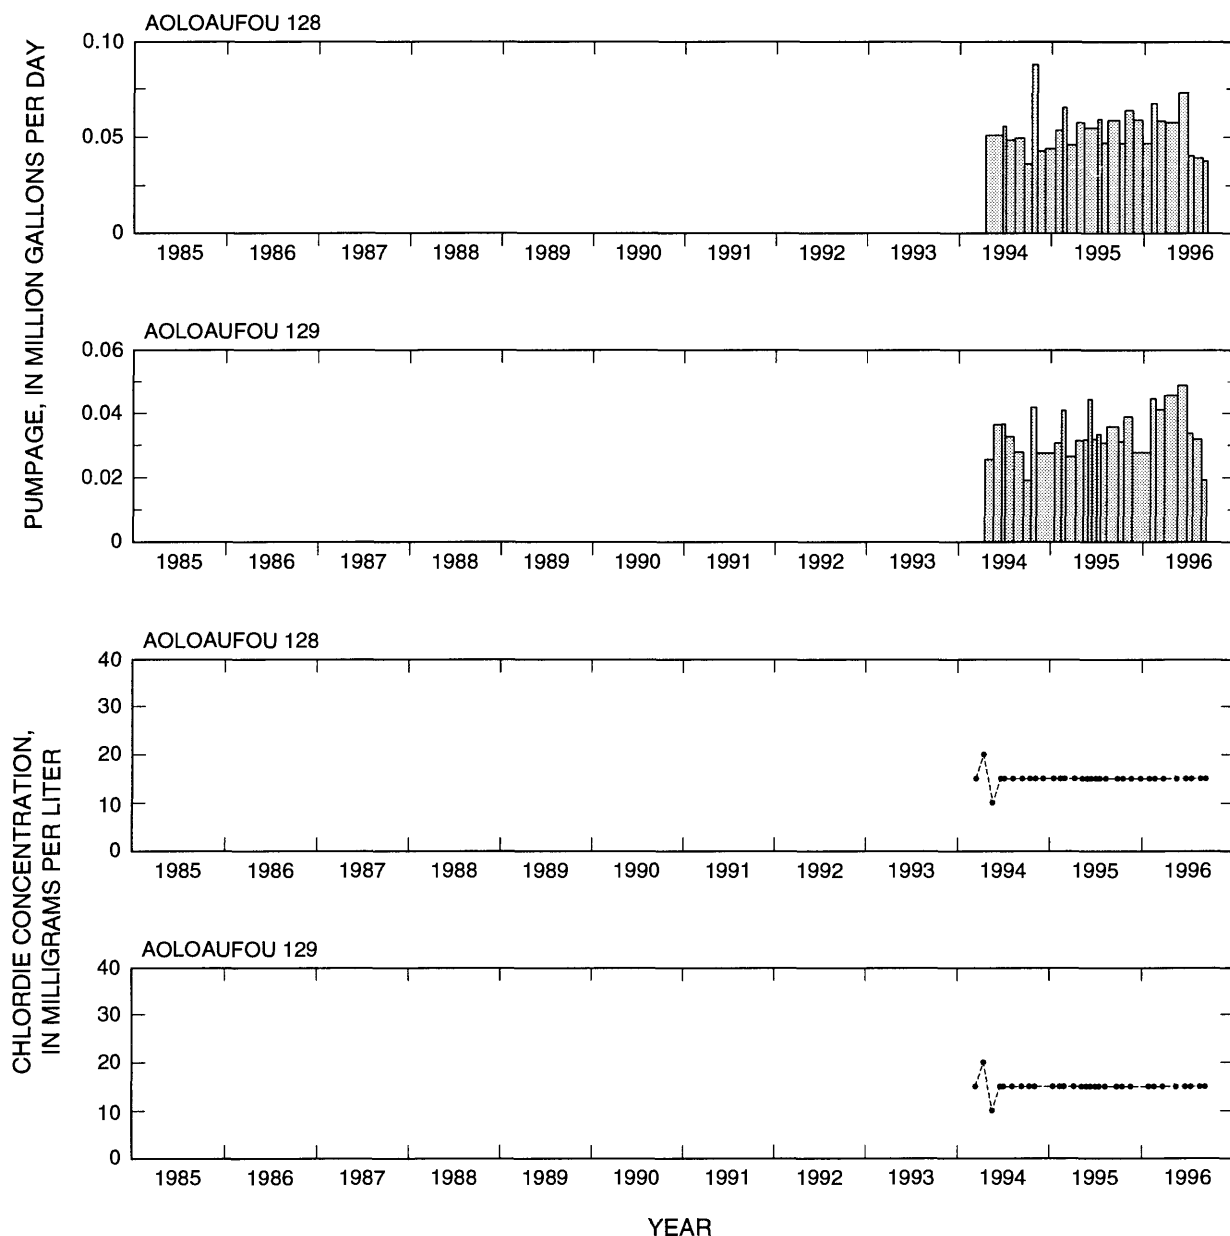 AOLOAUFOU 128
PUMPAGE, IN MILLION GALLONS PER DAY
0.10
0.05
0
1985 1986 1987 1988 1989 1990 1991 1992 1993 1994 1995 1996
AOLOAUFOU 129
0.06
0.04
0.02
0
1985 1986 1987 1988 1989 1990 1991 1992 1993 1994 1995 1996
AOLOAUFOU 128
CHLORDIE CONCENTRATION,
IN MILLIGRAMS PER LITER
40
30
20
10
0
1985 1986 1987 1988 1989 1990 1991 1992 1993 1994 1995 1996
AOLOAUFOU 129
40
30
20
10
0
1985 1986 1987 1988 1989 1990 1991 1992 1993 1994 1995 1996
YEAR